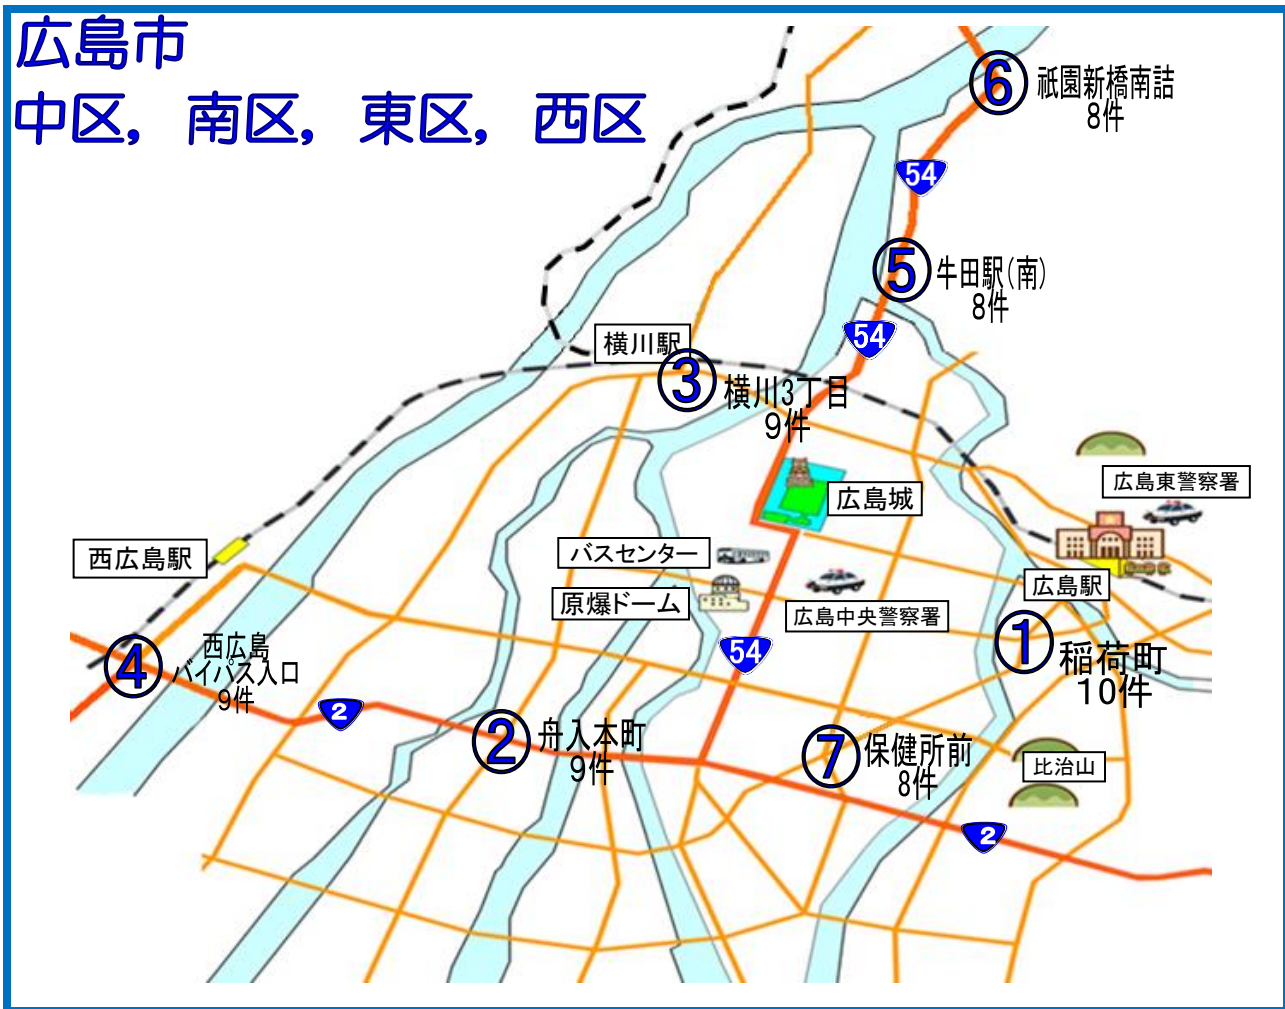 広島市
中区，南区，東区，西区
⑥
祇園新橋南詰
8件
54
⑤
牛田駅(南)
8件
54
横川駅
③
横川3丁目
9件
広島城
広島東警察署
西広島駅
バスセンター
原爆ドーム
広島中央警察署
広島駅
①
稲荷町
10件
④
西広島
バイパス入口
9件
54
2
②
舟入本町
9件
⑦
保健所前
8件
比治山
2